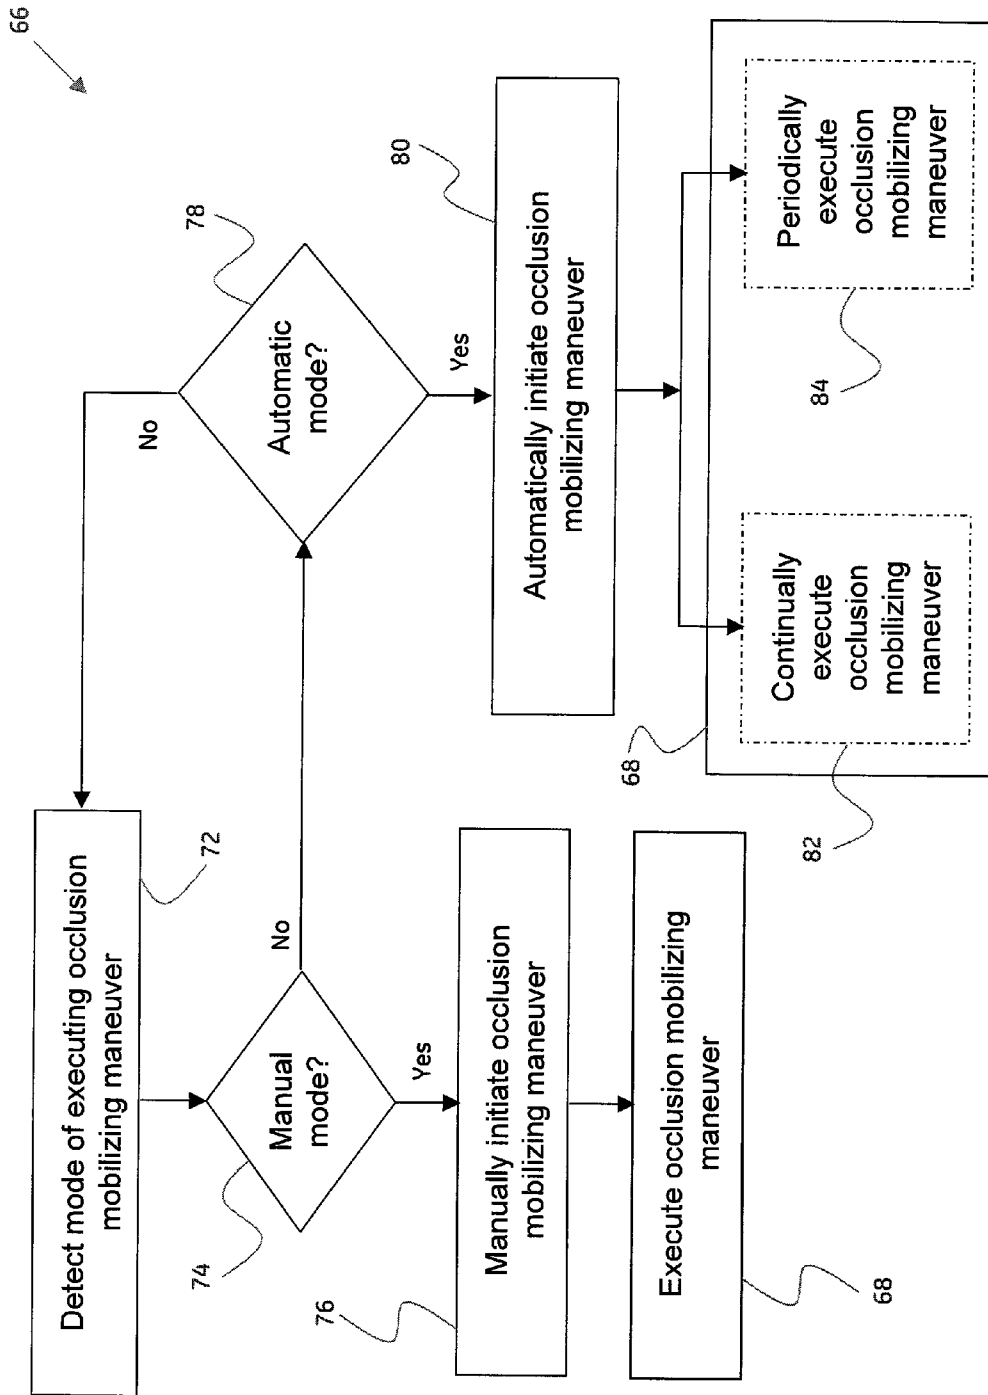 66
Detect mode of executing occlusion
mobilizing maneuver
72
Manual
mode?
74
No
Yes
Automatic
mode?
78
No
Yes
Manually initiate occlusion
mobilizing maneuver
76
Automatically initiate occlusion
mobilizing maneuver
80
Execute occlusion mobilizing
maneuver
68
68
Continually
execute
occlusion
mobilizing
maneuver
82
Periodically
execute
occlusion
mobilizing
maneuver
84